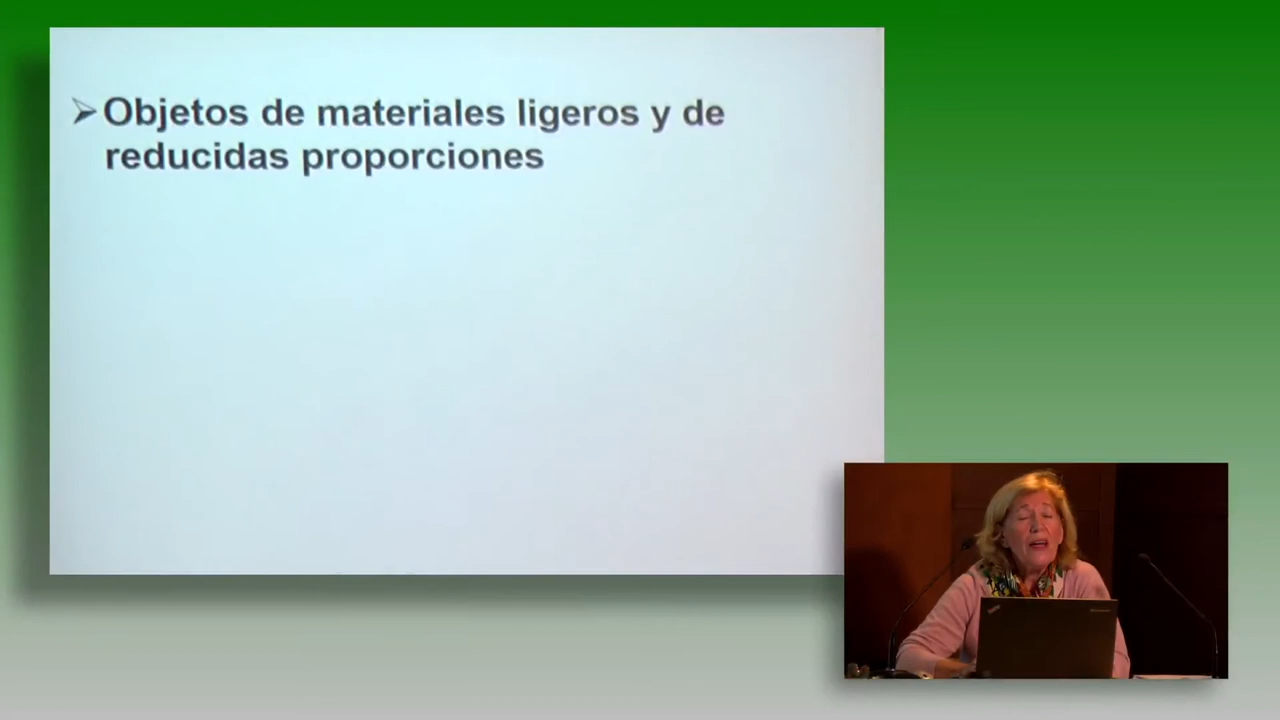 Objetos de materiales ligeros y de
reducidas proporciones